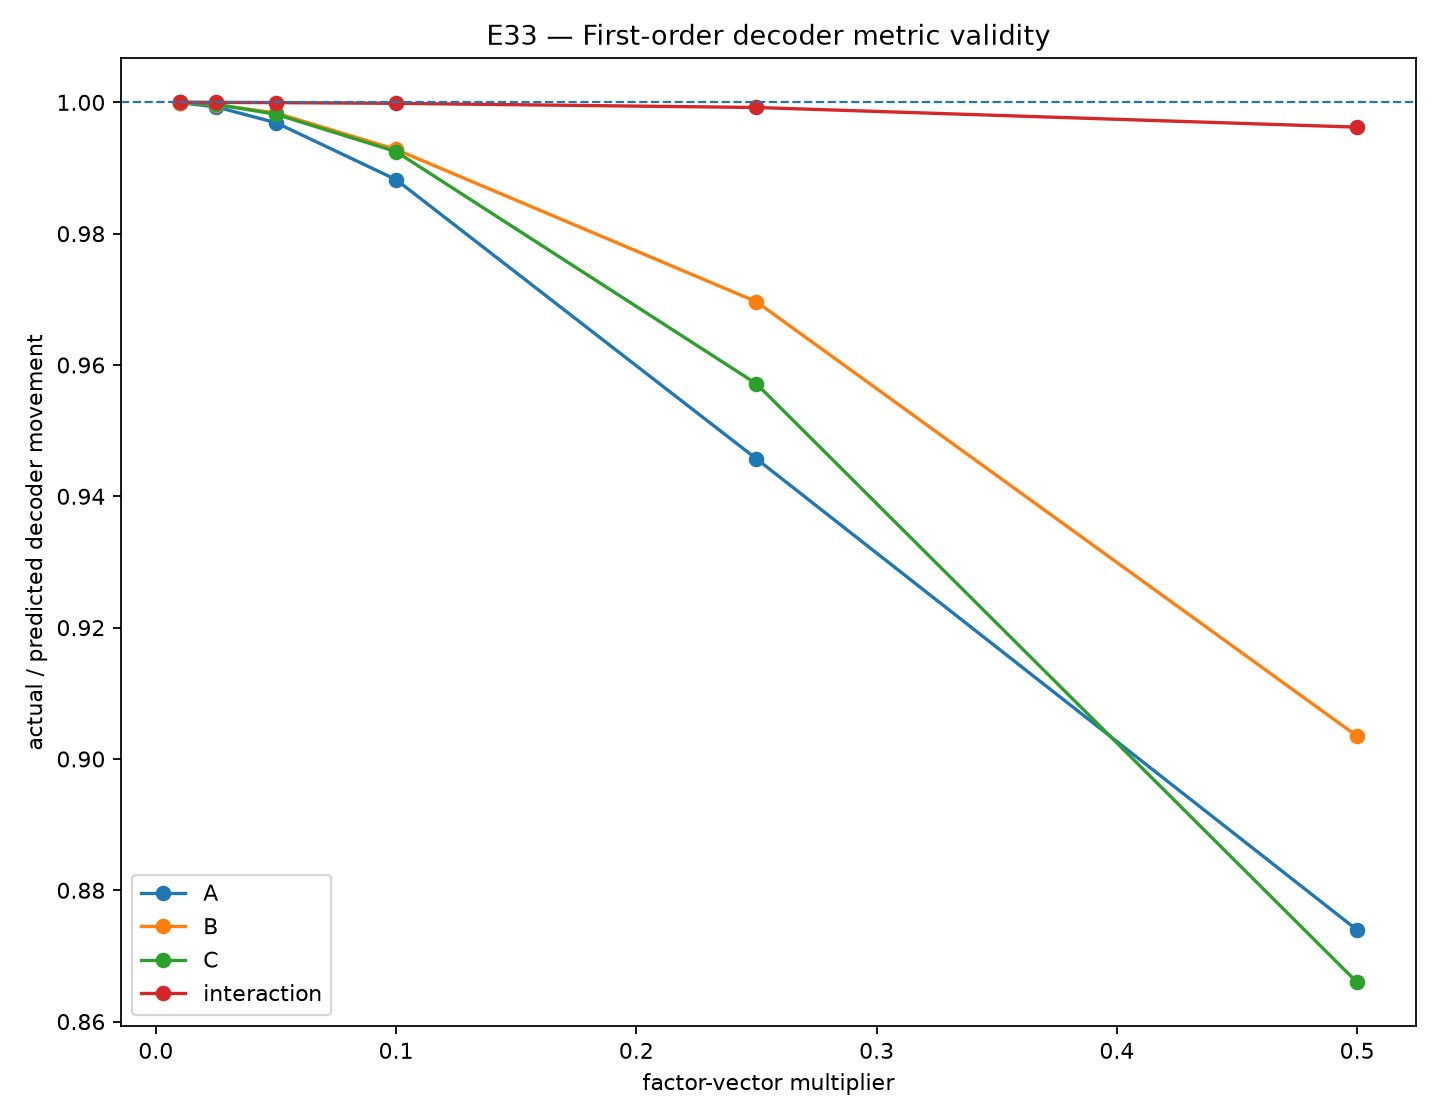 E33 — First-order decoder metric validity
actual / predicted decoder movement
1.00
0.98
0.96
0.94
0.92
0.90
0.88
0.86
A
B
C
interaction
0.0
0.1
0.2
0.3
0.4
0.5
factor-vector multiplier